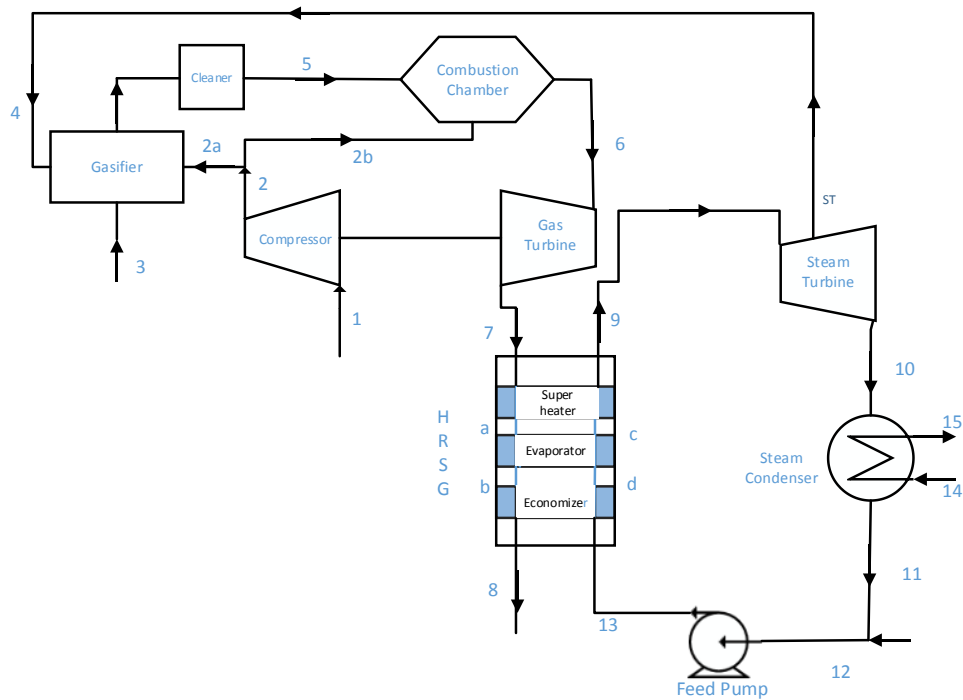 5
Cleaner
Combustion
Chamber
4
2a
2b
6
Gasifier
2
ST
Compressor
Gas
Turbine
Steam
Turbine
3
1
7
9
10
H
R
S
G
Super
heater
a
c
15
Evaporator
Steam
Condenser
b
d
14
Economizer
11
8
13
12
Feed Pump